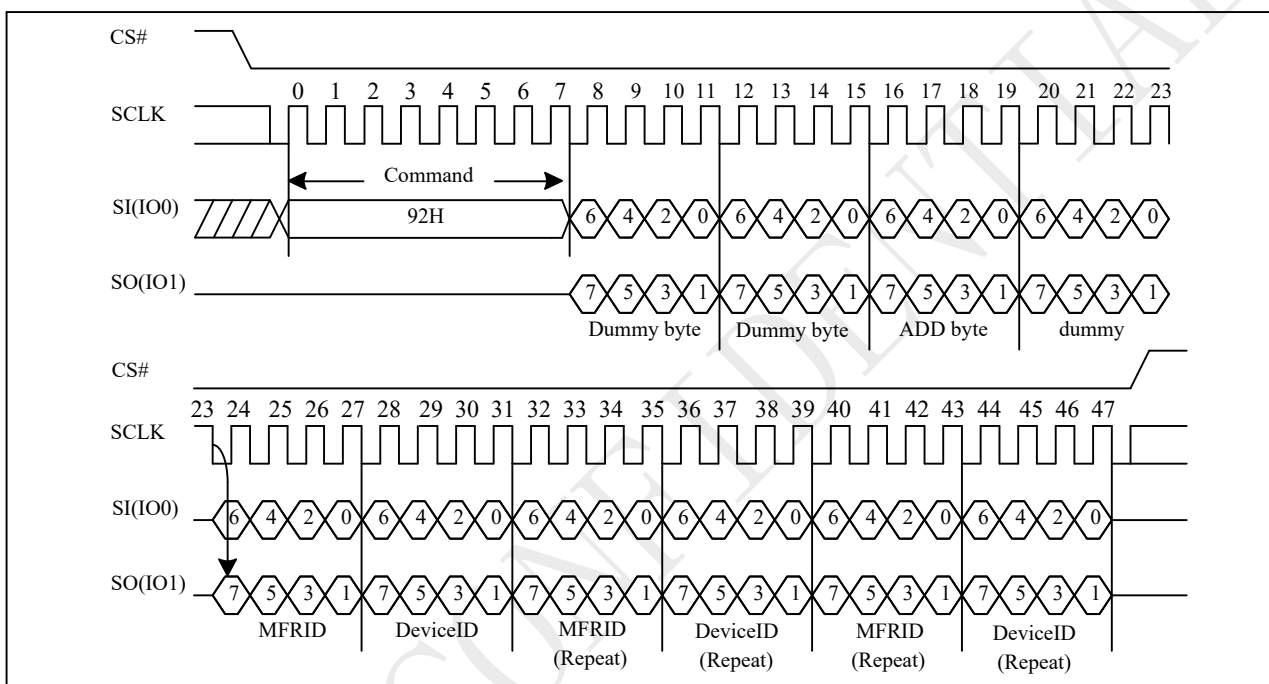 CS#
0 1 2 3 4 5 6 7 8 9 10 11 12 13 14 15 16 17 18 19 20 21 22 23
SCLK
Command
SI(IO0) 92H 6 4 2 0 6 4 2 0 6 4 2 0 6 4 2 0
SO(IO1) 7 5 3 1 7 5 3 1 7 5 3 1 7 5 3 1
Dummy byte Dummy byte ADD byte dummy
CS#
23 24 25 26 27 28 29 30 31 32 33 34 35 36 37 38 39 40 41 42 43 44 45 46 47
SCLK
SI(IO0) 6 4 2 0 6 4 2 0 6 4 2 0 6 4 2 0 6 4 2 0 6 4 2 0
SO(IO1) 7 5 3 1 7 5 3 1 7 5 3 1 7 5 3 1 7 5 3 1 7 5 3 1
MFRID DeviceID MFRID DeviceID MFRID DeviceID
(Repeat) (Repeat) (Repeat) (Repeat)
CONFIDENTIAL